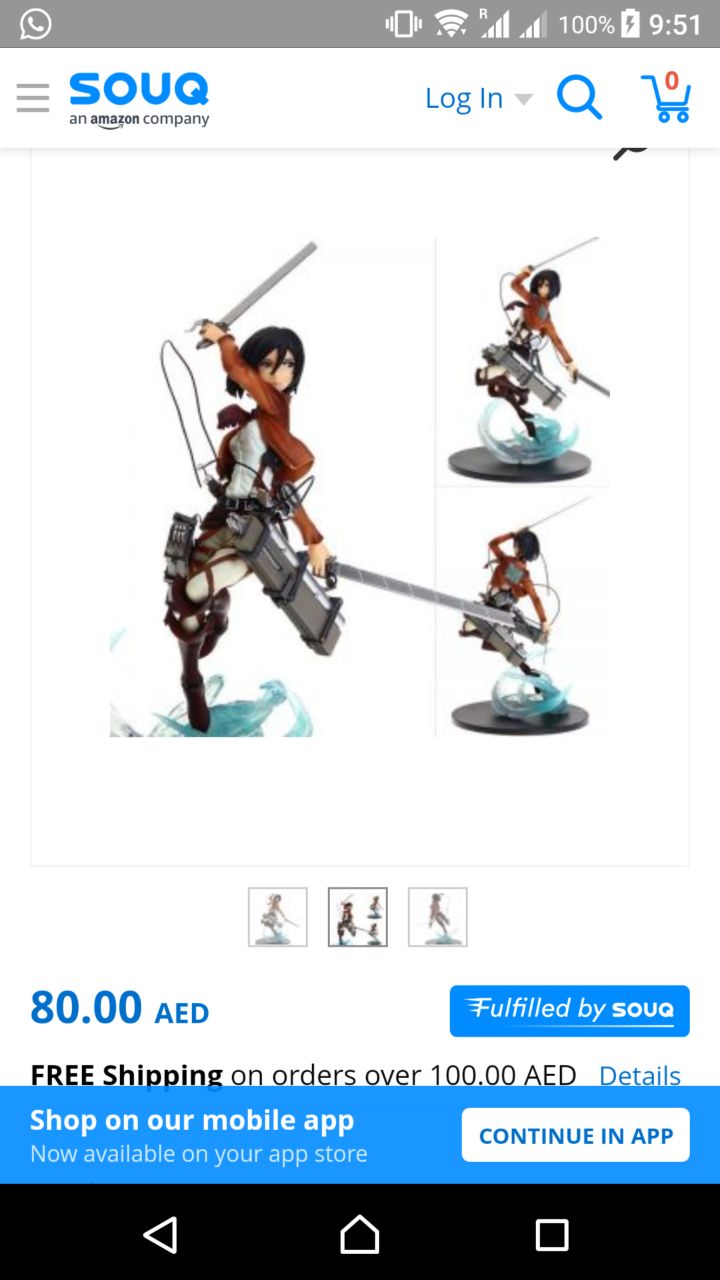 R 100% 9:51
SOUQ
an amazon company
Log In
0
80.00 AED
Fulfilled by souq
FREE Shipping on orders over 100.00 AED Details
Shop on our mobile app
Now available on your app store
CONTINUE IN APP